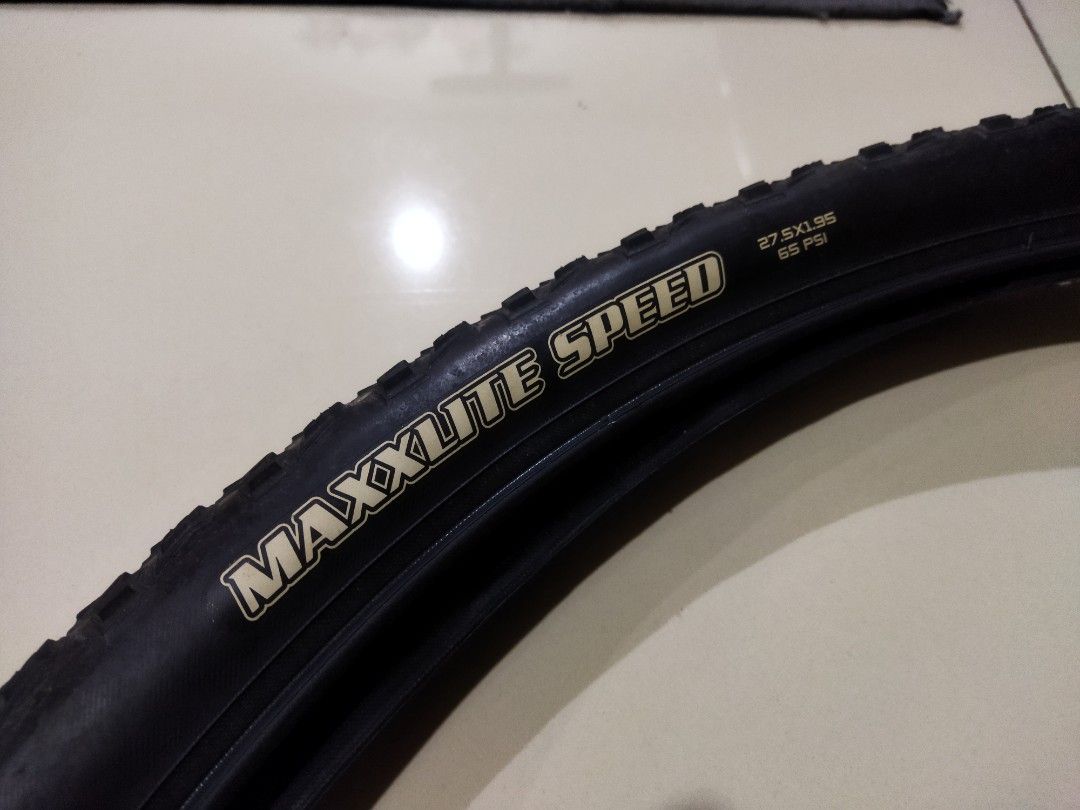 MAXXLITE SPEED
27.5X1.95
65 PSI